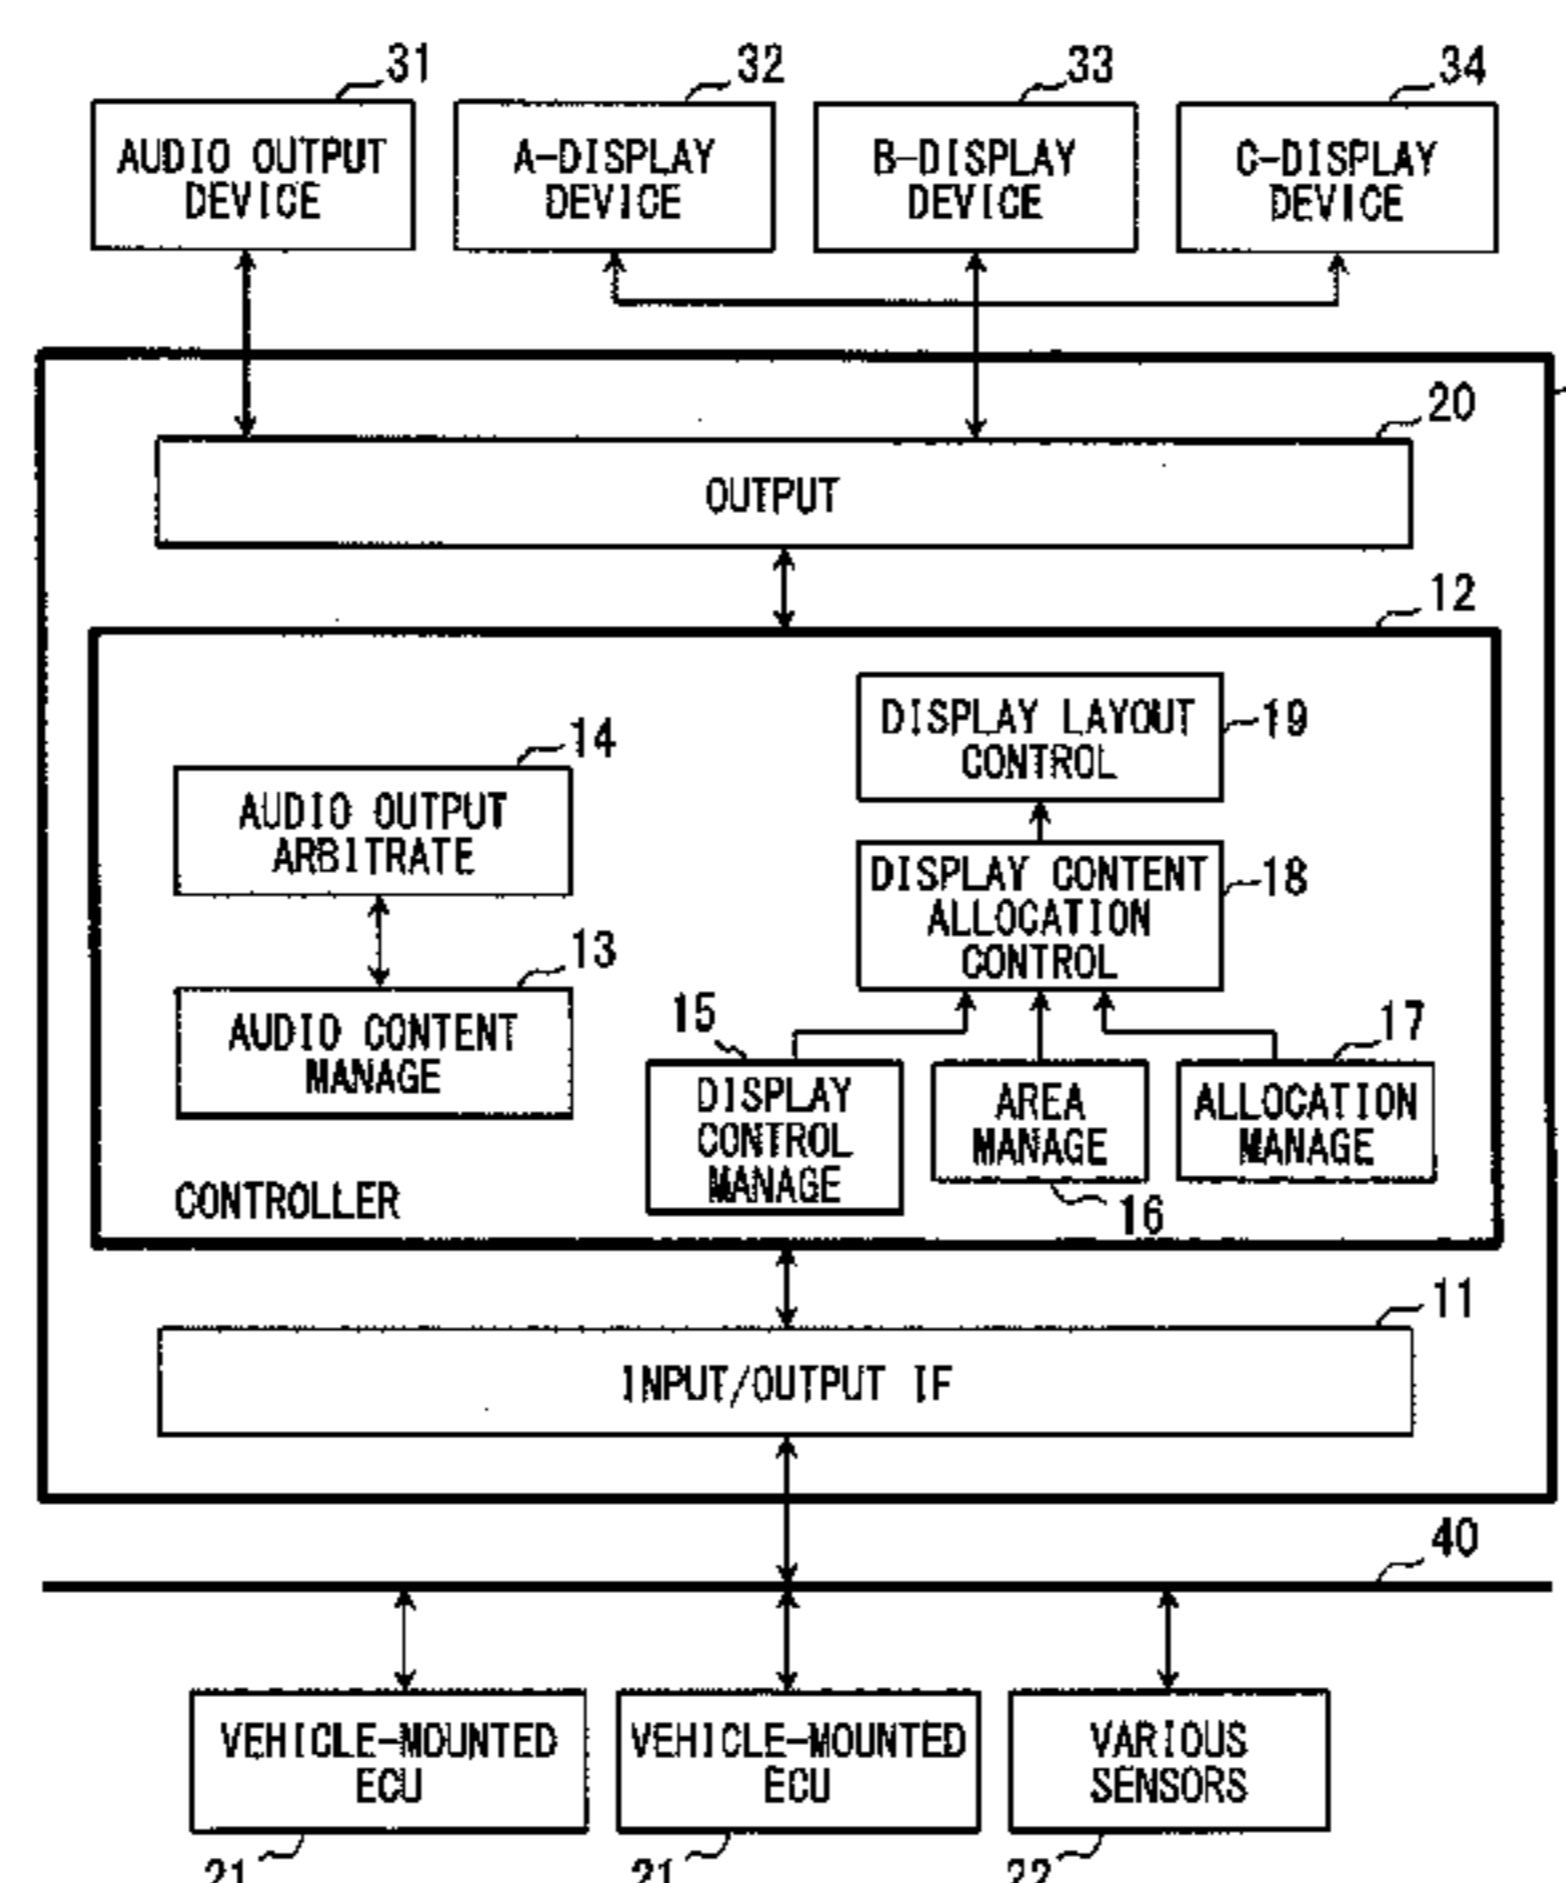 31
32
33
34
AUDIO OUTPUT
DEVICE
A-DISPLAY
DEVICE
B-DISPLAY
DEVICE
C-DISPLAY
DEVICE
20
OUTPUT
12
DISPLAY LAYOUT
CONTROL
19
14
AUDIO OUTPUT
ARBITRATE
DISPLAY CONTENT
ALLOCATION
CONTROL
18
13
AUDIO CONTENT
MANAGE
15
DISPLAY
CONTROL
MANAGE
AREA
MANAGE
16
17
ALLOCATION
MANAGE
CONTROLLER
11
INPUT/OUTPUT IF
40
VEHICLE-MOUNTED
ECU
VEHICLE-MOUNTED
ECU
VARIOUS
SENSORS
21
21
22